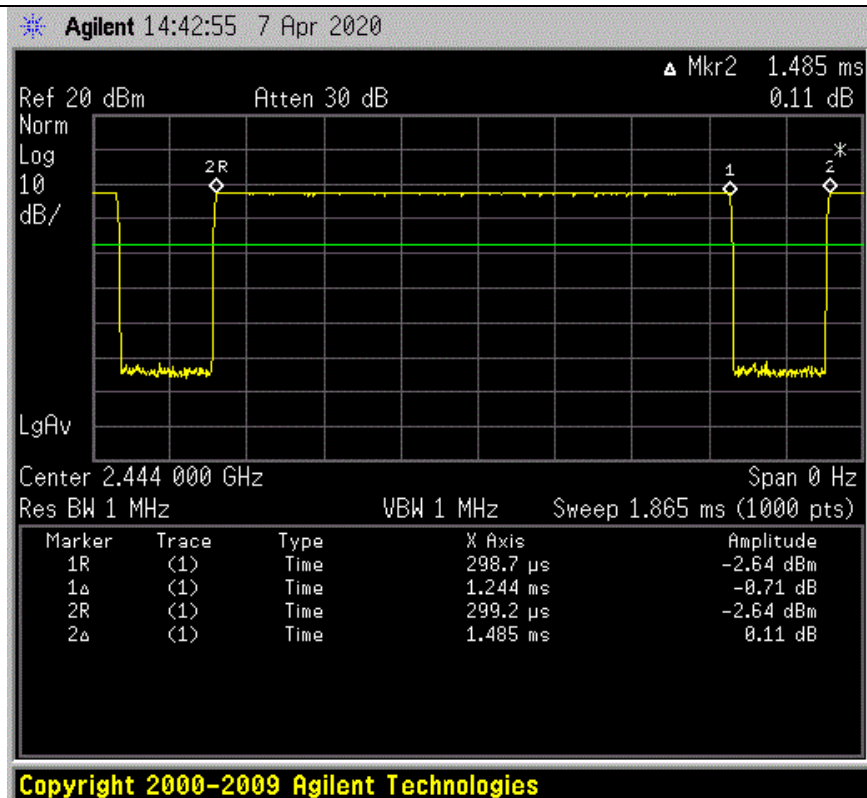 Agilent 14:42:55 7 Apr 2020
Δ Mkr2 1.485 ms
Ref 20 dBm Atten 30 dB 0.11 dB
Norm
Log
10
dB/
2R
1
2
*
LgAv
Center 2.444 000 GHz Span 0 Hz
Res BW 1 MHz VBW 1 MHz Sweep 1.865 ms (1000 pts)
Marker Trace Type X Axis Amplitude
1R (1) Time 298.7 µs -2.64 dBm
1Δ (1) Time 1.244 ms -0.71 dB
2R (1) Time 299.2 µs -2.64 dBm
2Δ (1) Time 1.485 ms 0.11 dB
Copyright 2000-2009 Agilent Technologies